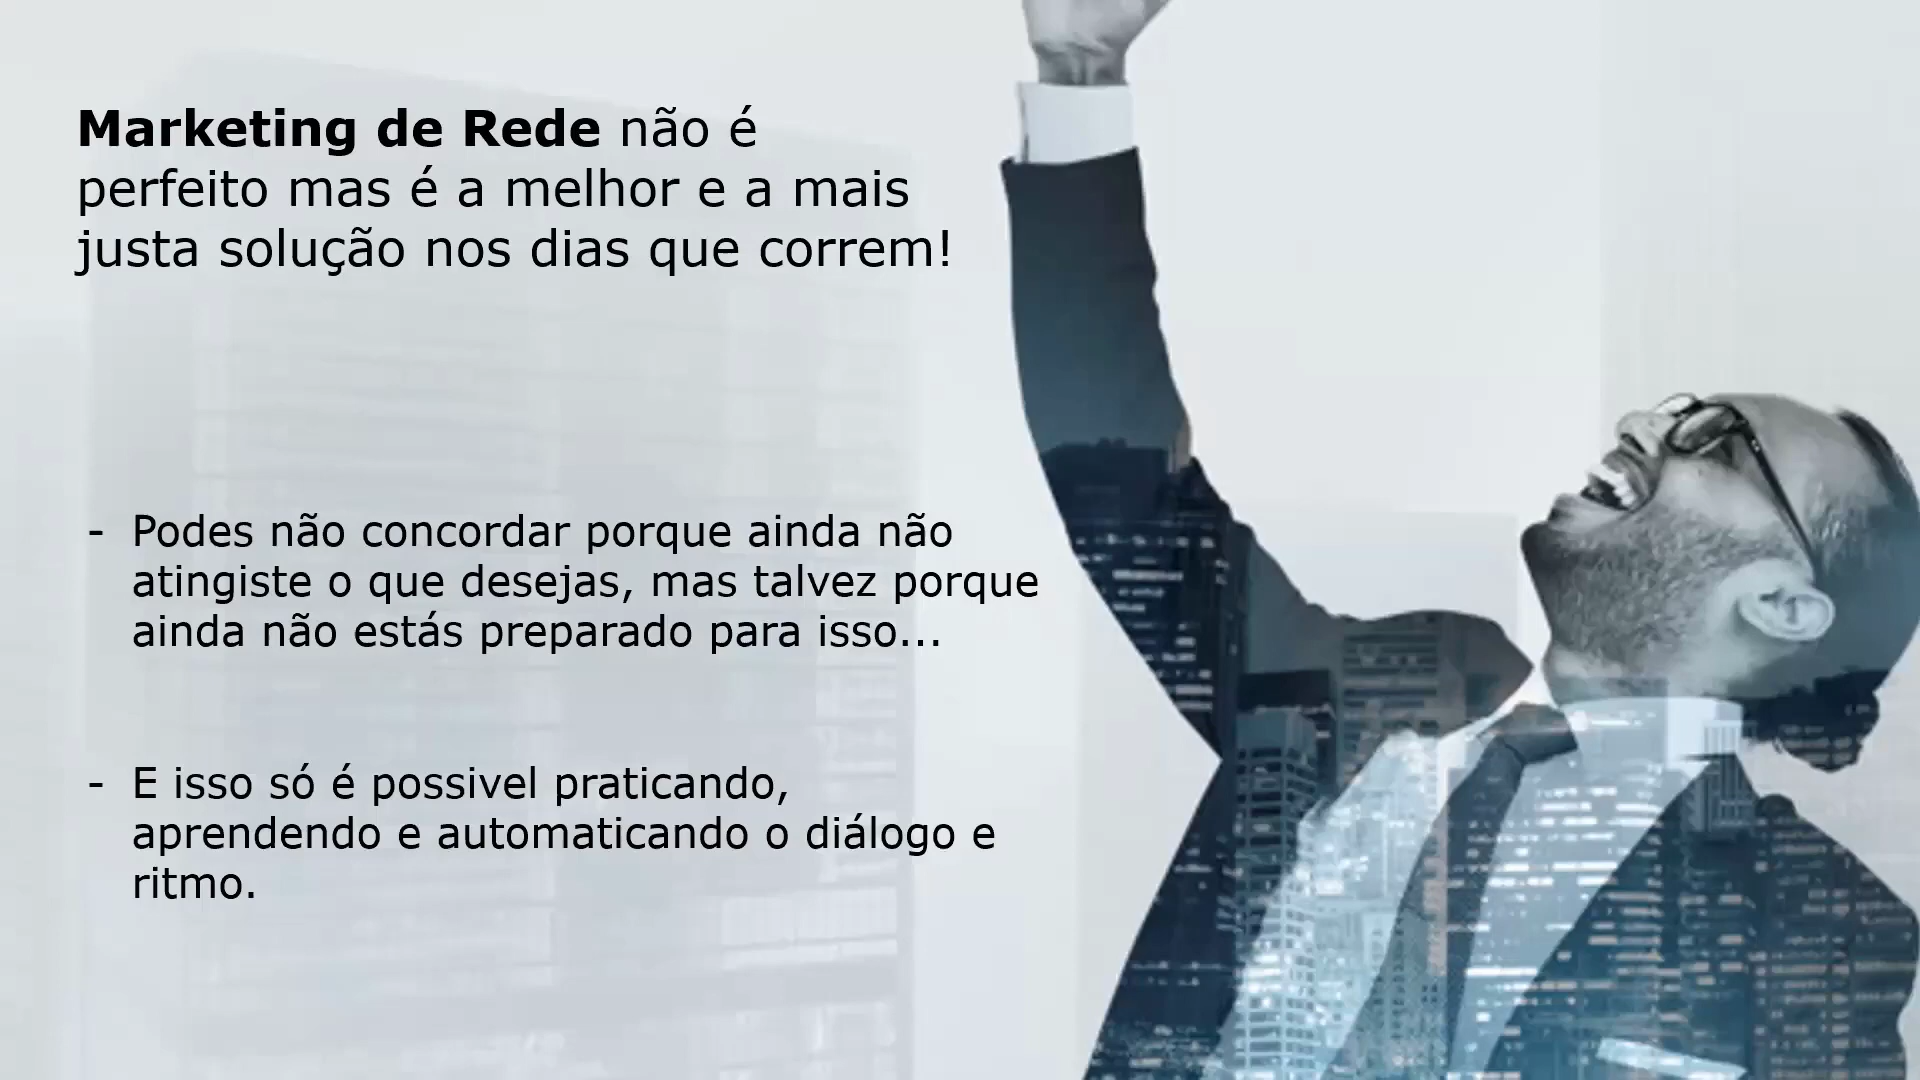 Marketing de Rede não é
perfeito mas é a melhor e a mais
justa solução nos dias que correm!
- Podes não concordar porque ainda não
atingiste o que desejas, mas talvez porque
ainda não estás preparado para isso...
- E isso só é possivel praticando,
aprendendo e automaticando o diálogo e
ritmo.